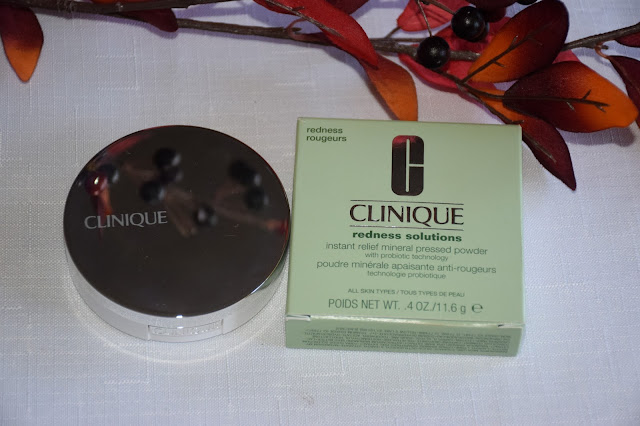 CLINIQUE
redness
rougeurs
C
CLINIQUE
redness solutions
instant relief mineral pressed powder
with probiotic technology
poudre minérale apaisante anti-rougeurs
technologie probiotique
ALL SKIN TYPES / TOUS TYPES DE PEAU
POIDS NET WT. .4 OZ./11.6 g ℮